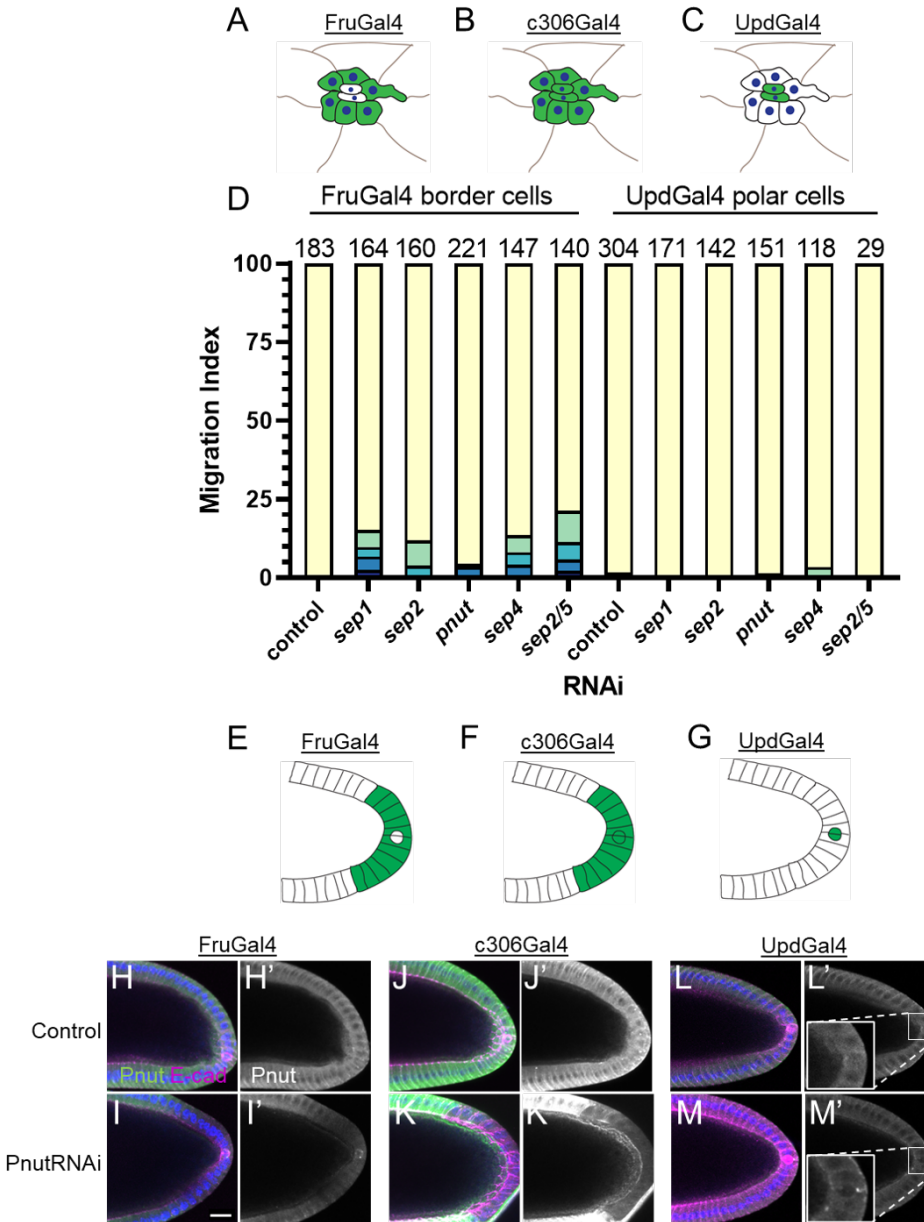 A FruGal4 B c306Gal4 C UpdGal4
D FruGal4 border cells UpdGal4 polar cells
183 164 160 221 147 140 304 171 142 151 118 29
Migration Index
100
75
50
25
0
control sep1 sep2 pnut sep4 sep2/5 control sep1 sep2 pnut sep4 sep2/5
RNAi
E FruGal4 F c306Gal4 G UpdGal4
FruGal4 c306Gal4 UpdGal4
H H' J J' L L'
Control
Pnut E-cad Pnut
I I' K K' M M'
PnutRNAi